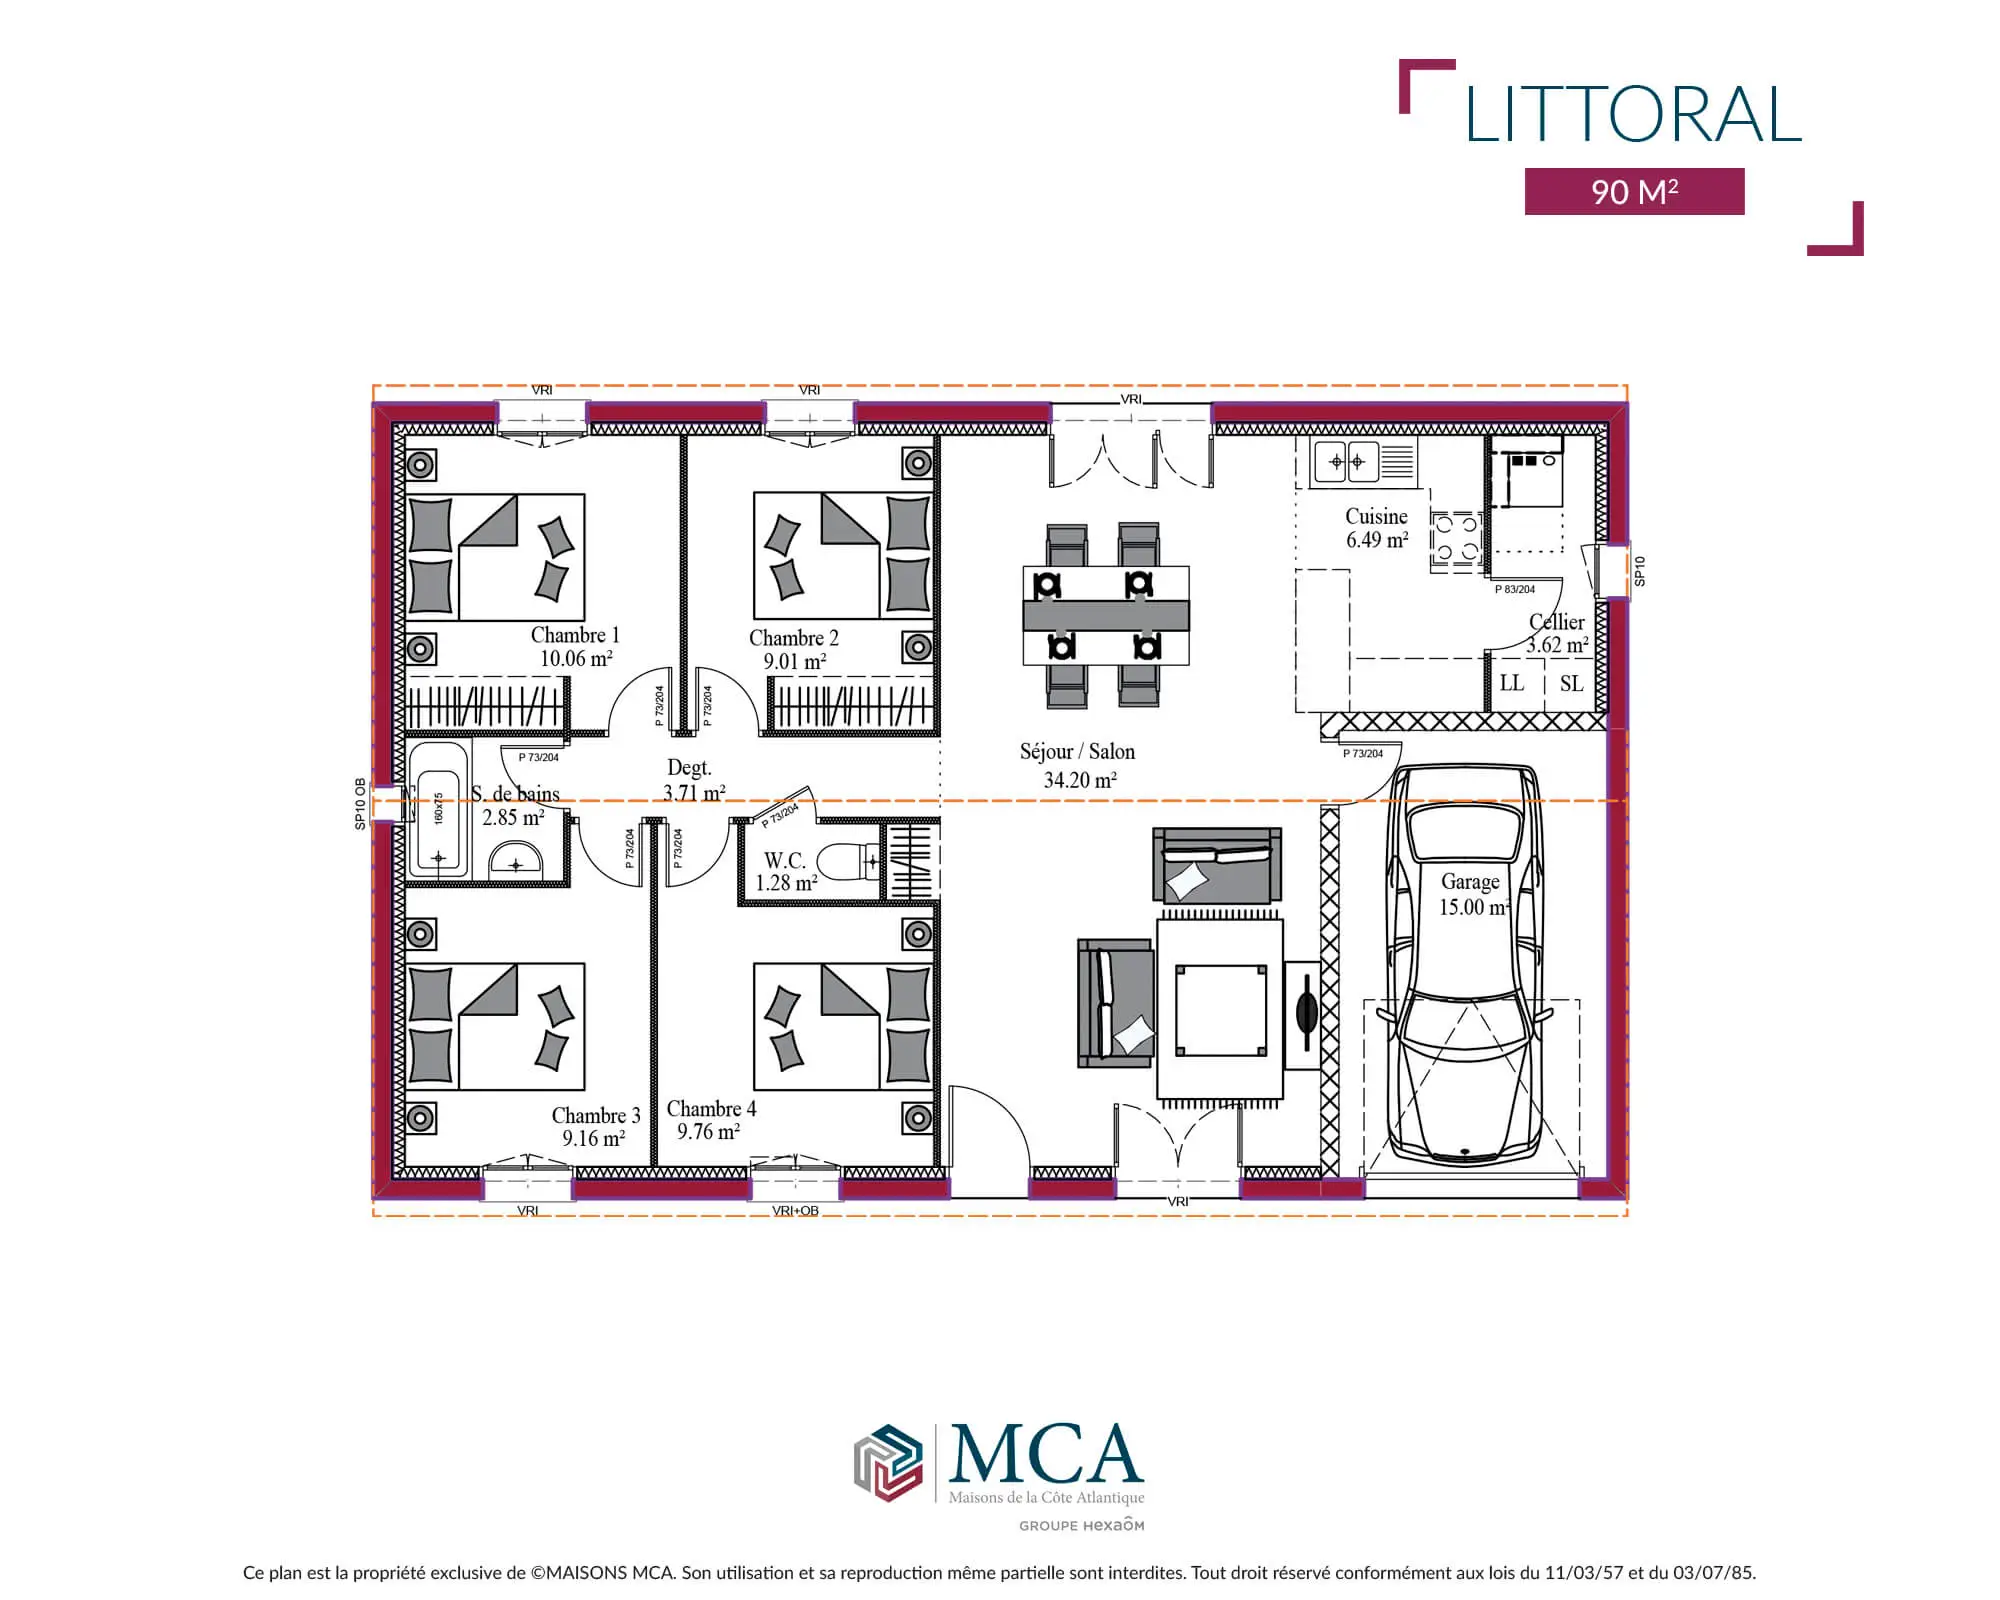 LITTORAL
90 M²
VRI
VRI
VRI
Cuisine
6.49 m²
SP10
P 83/204
Cellier
3.62 m²
LL
SL
Chambre 1
10.06 m²
Chambre 2
9.01 m²
P 73/204
P 73/204
P 73/204
Degt.
3.71 m²
Séjour / Salon
34.20 m²
P 73/204
SP10 OB
160x75
S. de bains
2.85 m²
P 73/204
P 73/204
P 73/204
W.C.
1.28 m²
Garage
15.00 m²
Chambre 3
9.16 m²
Chambre 4
9.76 m²
VRI
VRI+OB
VRI
MCA
Maisons de la Côte Atlantique
GROUPE HEXAÔM
Ce plan est la propriété exclusive de ©MAISONS MCA. Son utilisation et sa reproduction même partielle sont interdites. Tout droit réservé conformément aux lois du 11/03/57 et du 03/07/85.